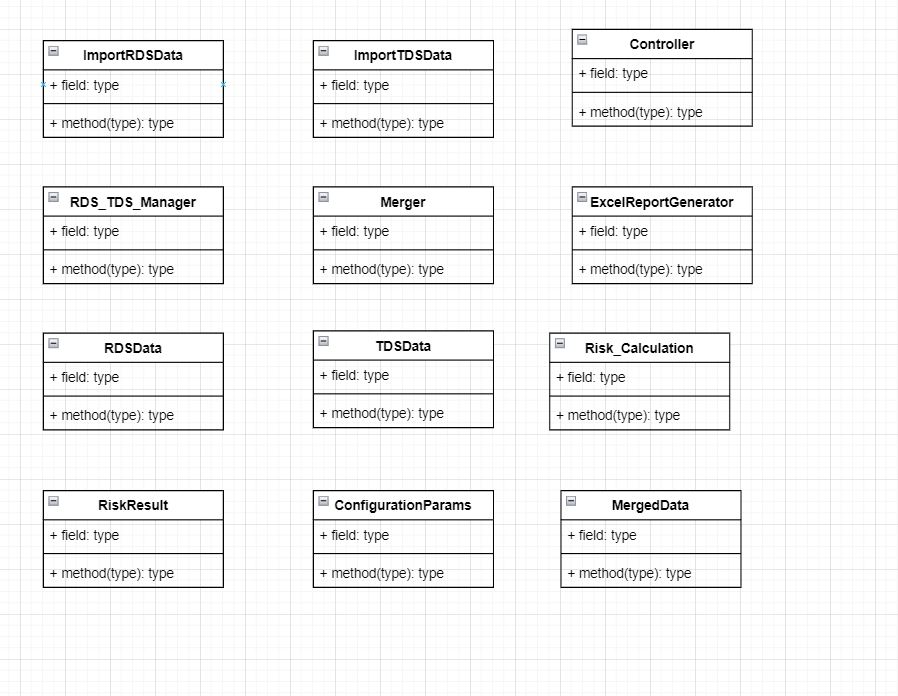 ImportRDSData
+ field: type
+ method(type): type
ImportTDSData
+ field: type
+ method(type): type
Controller
+ field: type
+ method(type): type
RDS_TDS_Manager
+ field: type
+ method(type): type
Merger
+ field: type
+ method(type): type
ExcelReportGenerator
+ field: type
+ method(type): type
RDSData
+ field: type
+ method(type): type
TDSData
+ field: type
+ method(type): type
Risk_Calculation
+ field: type
+ method(type): type
RiskResult
+ field: type
+ method(type): type
ConfigurationParams
+ field: type
+ method(type): type
MergedData
+ field: type
+ method(type): type